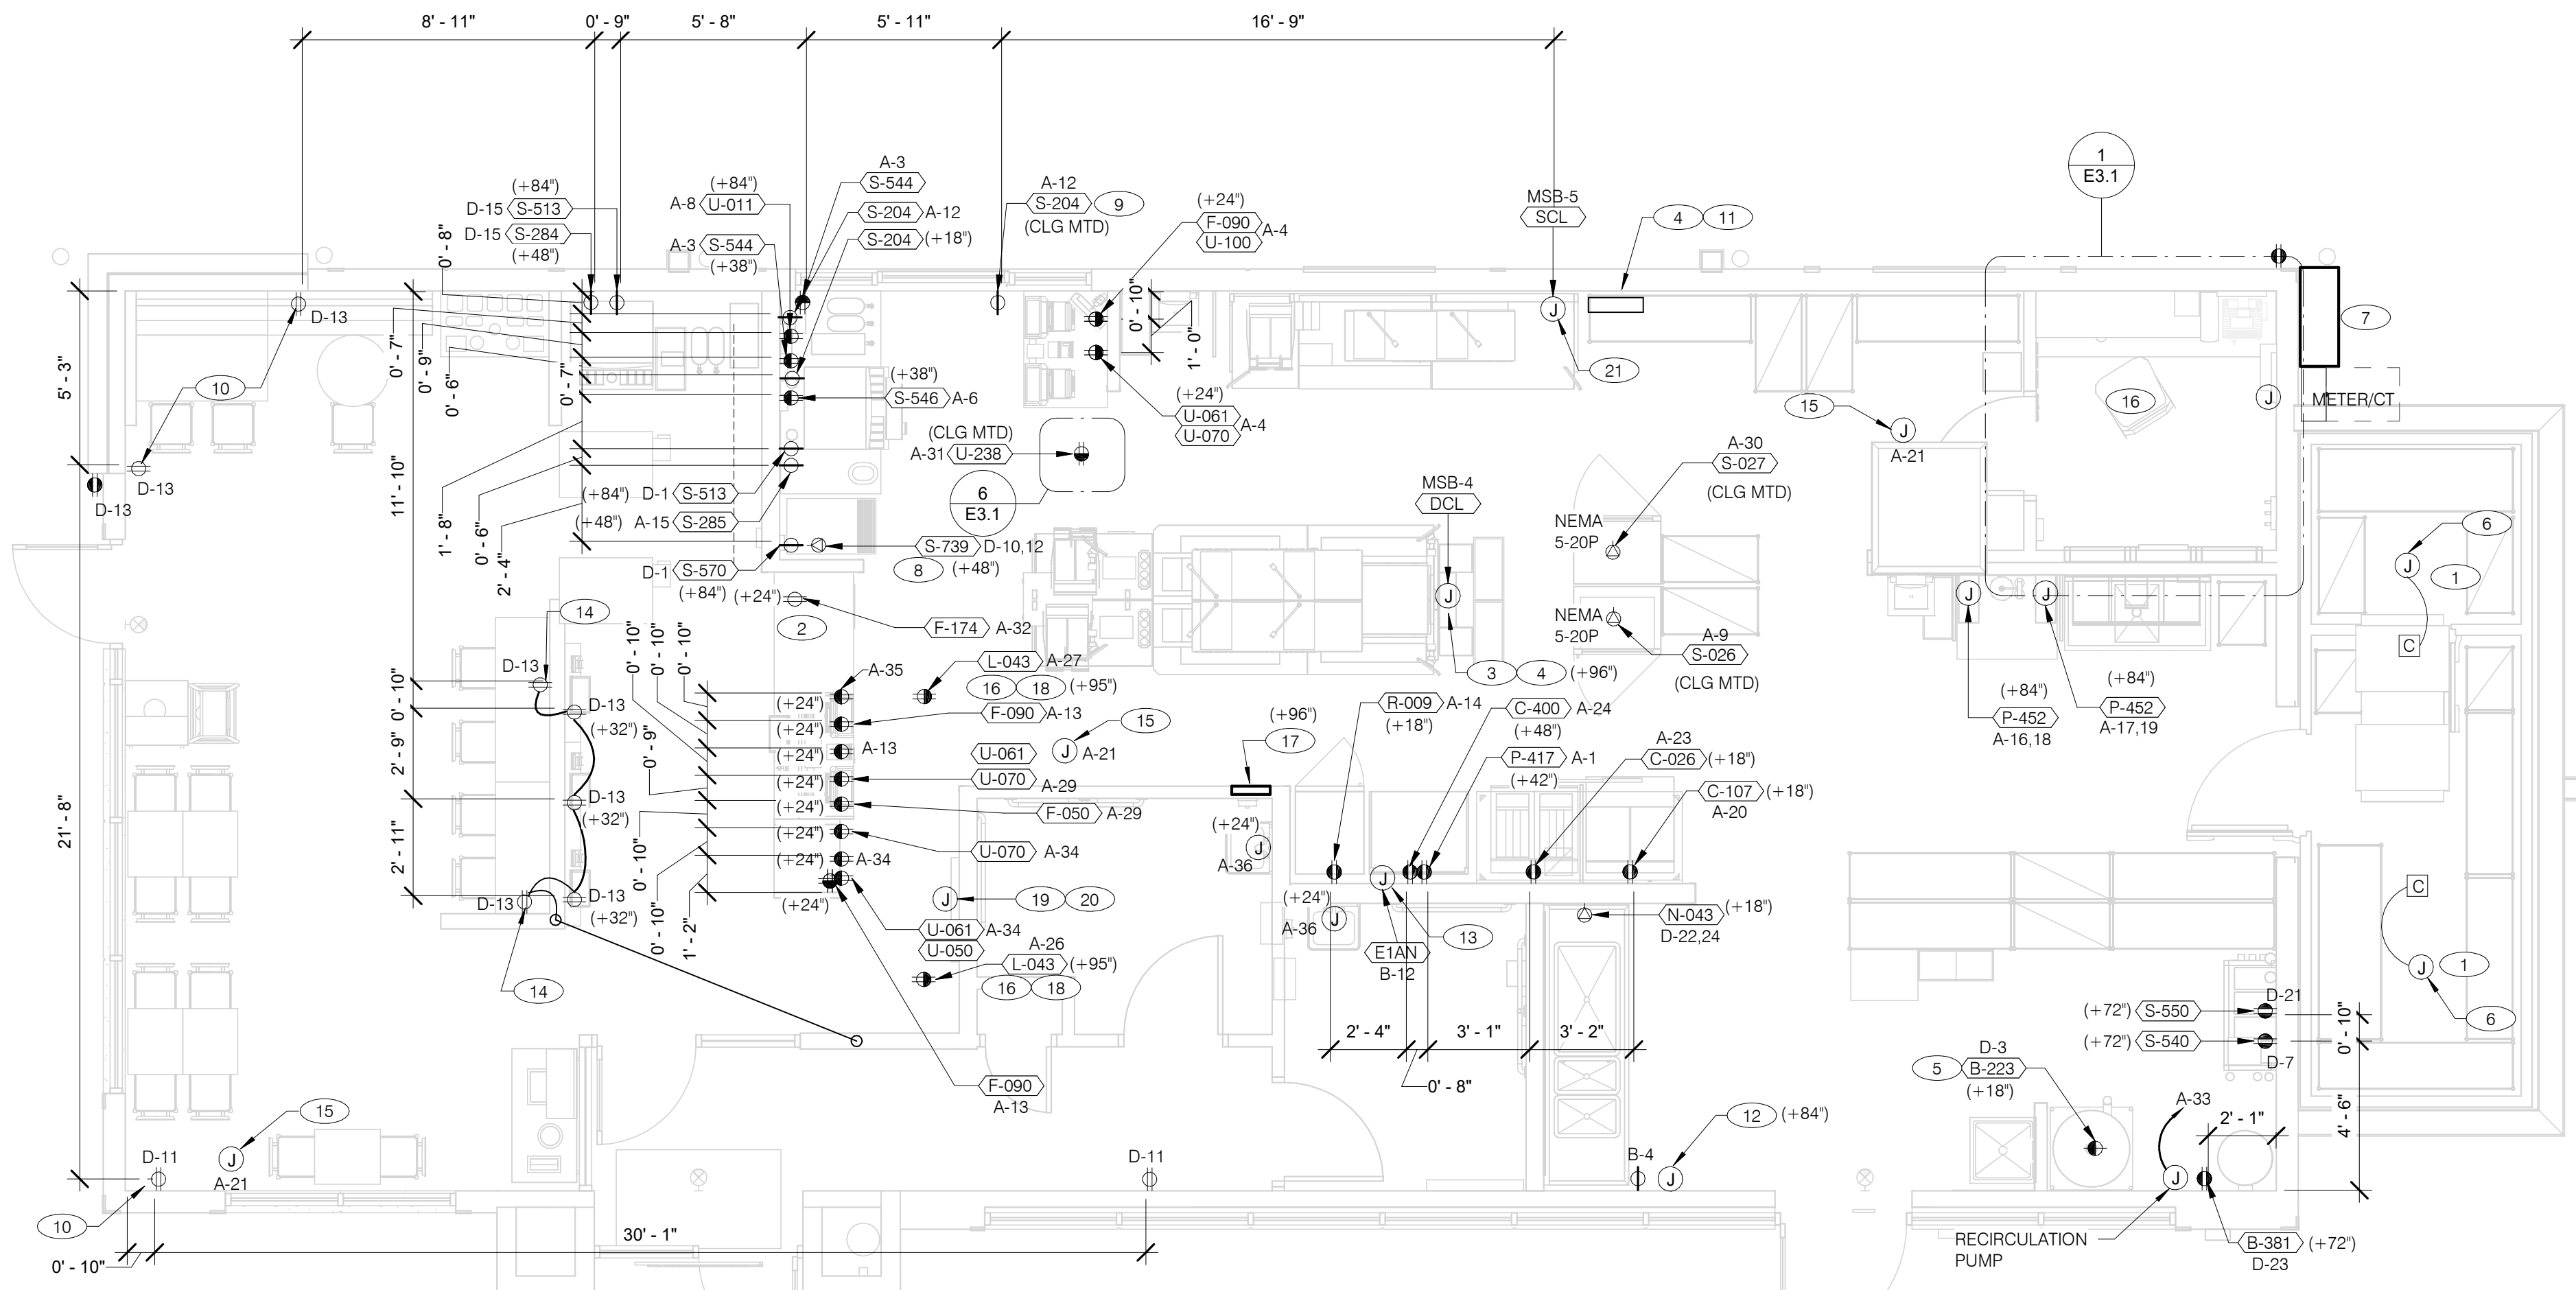 8' - 11"
0' - 9"
5' - 8"
5' - 11"
16' - 9"
1
E3.1
A-3
S-544
(+84")
D-15 S-513
D-15 S-284
(+48")
(+84")
A-8 U-011
S-204 A-12
S-204 (+18")
A-3 S-544
(+38")
A-12
S-204 9
(CLG MTD)
(+24")
F-090
U-100
A-4
MSB-5
SCL
4 11
0' - 8"
5' - 3"
0' - 7"
0' - 9"
0' - 6"
0' - 7"
0' - 10"
1' - 0"
7
METER/CT
D-13
10
D-13
D-13
21
(+38")
S-546 A-6
(+24")
U-061
U-070
A-4
15
A-21
16
J
J
J
(CLG MTD)
A-31 U-238
6
E3.1
A-30
S-027
(CLG MTD)
NEMA
5-20P
MSB-4
DCL
J
11' - 10"
1' - 8"
0' - 6"
2' - 4"
(+84") D-1 S-513
(+48") A-15 S-285
D-1 S-570
(+84")
S-739 D-10,12
8 (+48")
6
J
1
C
(+24")
2
F-174 A-32
14
D-13
NEMA
5-20P
A-9
S-026
(CLG MTD)
3 4 (+96")
J
J
(+84")
P-452
A-16,18
(+84")
P-452
A-17,19
0' - 10"
0' - 10"
0' - 10"
A-35
L-043 A-27
16 18 (+95")
(+24")
F-090 A-13
(+24")
(+24") A-13
U-061
U-070 A-29
(+24")
F-050 A-29
(+24")
U-070 A-34
(+24")
(+24") A-34
(+24")
U-061 A-34
U-050
15
J A-21
(+96")
17
R-009 A-14
(+18")
C-400 A-24
(+48")
P-417 A-1
(+42")
A-23
C-026 (+18")
C-107 (+18")
A-20
0' - 10"
2' - 9"
2' - 11"
21' - 8"
D-13
(+32")
D-13
(+32")
D-13
(+32")
D-13
14
0' - 9"
0' - 10"
0' - 10"
1' - 2"
(+24")
J
A-36
(+24")
J
A-36
J
19 20
J
13
E1AN
B-12
N-043 (+18")
D-22,24
A-26
L-043 (+95")
16 18
C
J
1
6
F-090
A-13
2' - 4"
3' - 1"
3' - 2"
0' - 8"
D-21
(+72") S-550
(+72") S-540
D-7
0' - 10"
4' - 6"
D-3
5 B-223
(+18")
A-33
2' - 1"
15
J
A-21
D-11
10
D-11
B-4
J
12 (+84")
J
RECIRCULATION
PUMP
B-381 (+72")
D-23
30' - 1"
0' - 10"